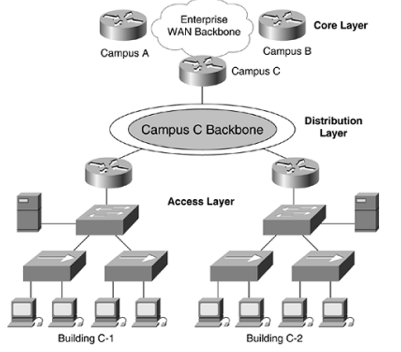 Enterprise
WAN Backbone
Core Layer
Campus A
Campus B
Campus C
Campus C Backbone
Distribution
Layer
Access Layer
Building C-1
Building C-2